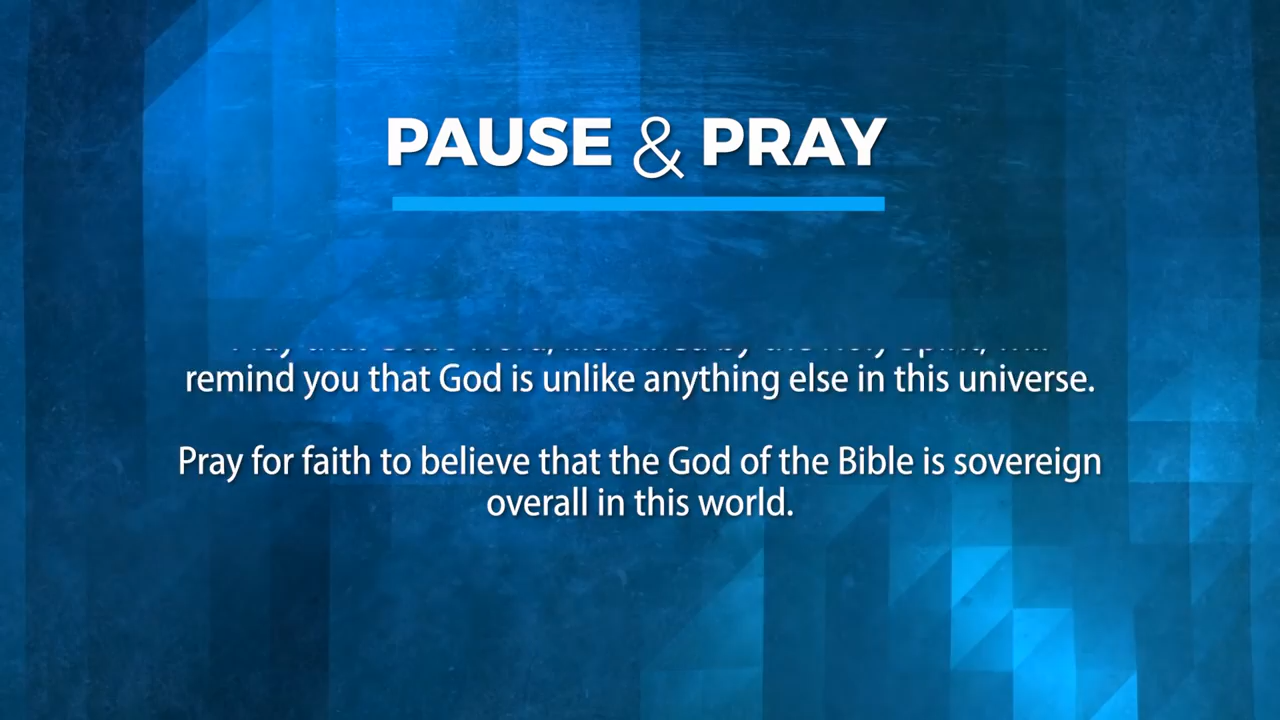 PAUSE & PRAY
remind you that God is unlike anything else in this universe.
Pray for faith to believe that the God of the Bible is sovereign
overall in this world.